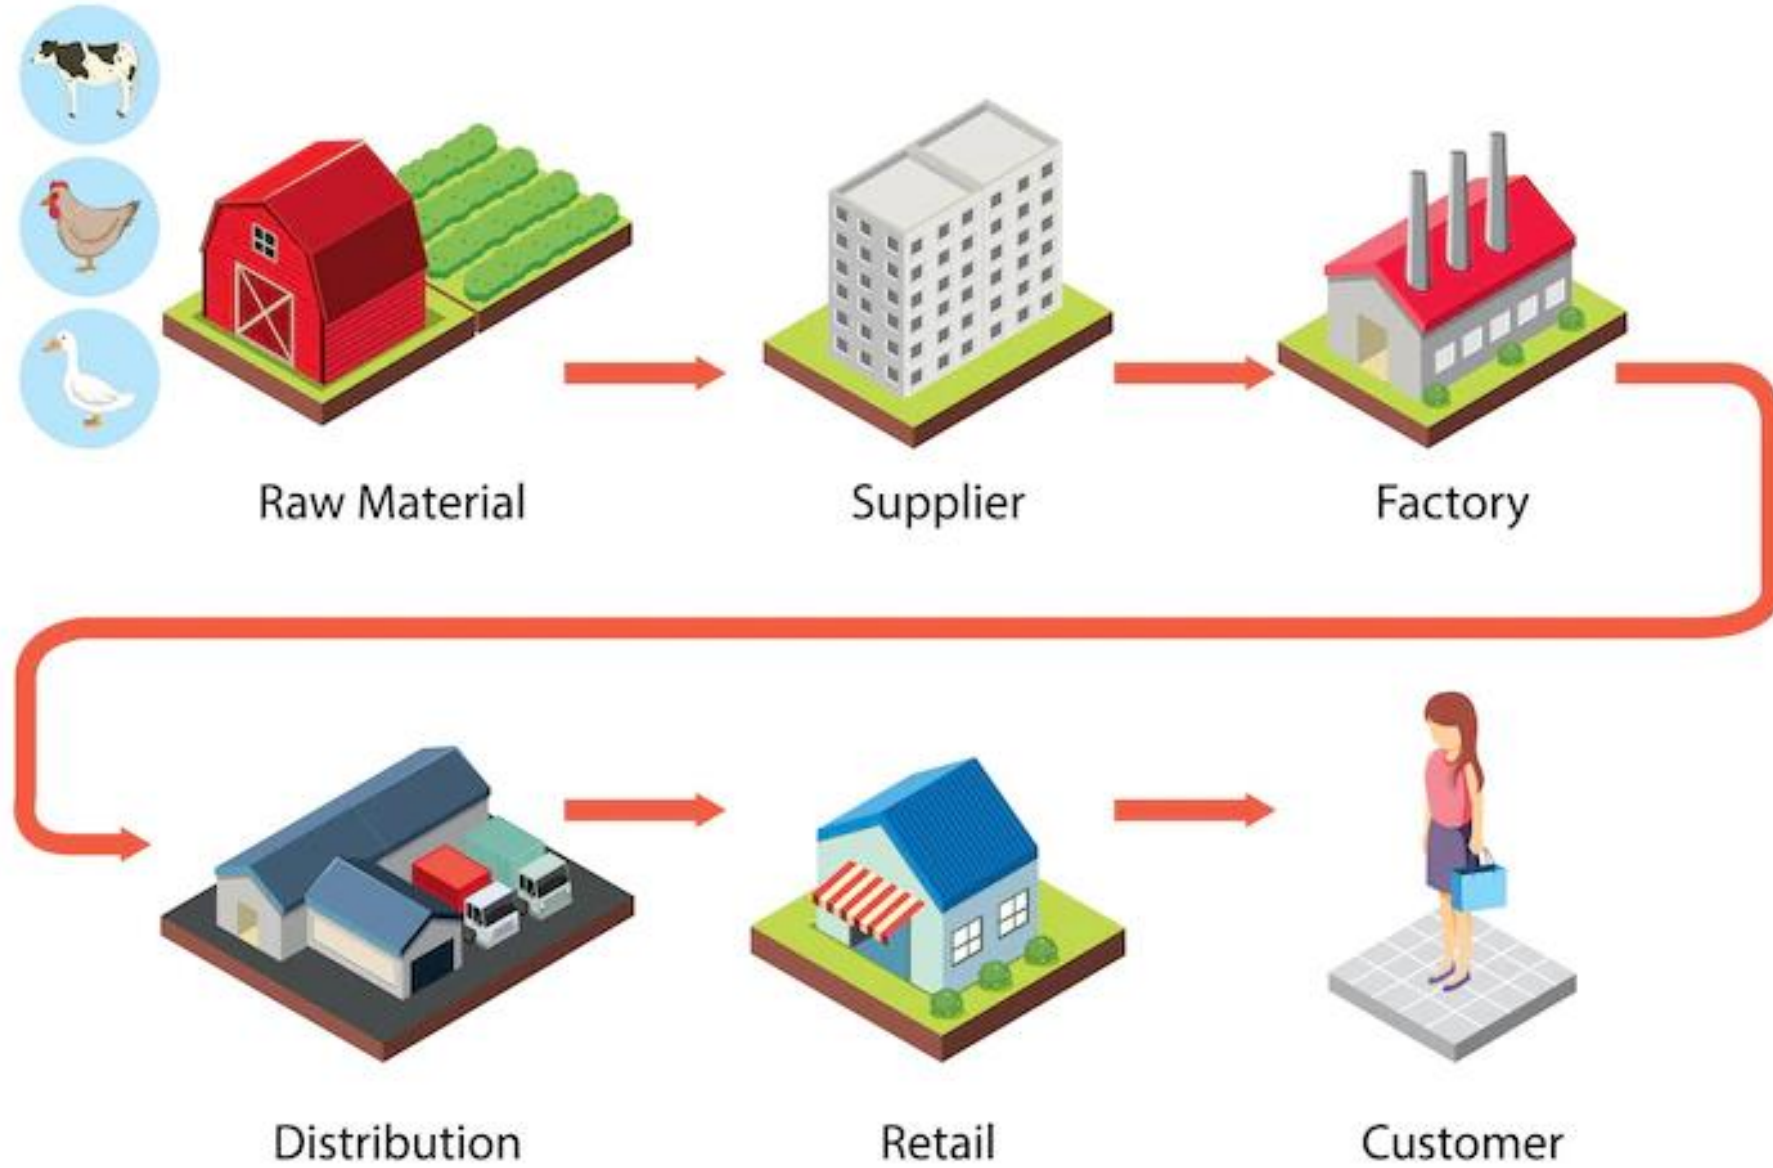 Raw Material
Supplier
Factory
Distribution
Retail
Customer